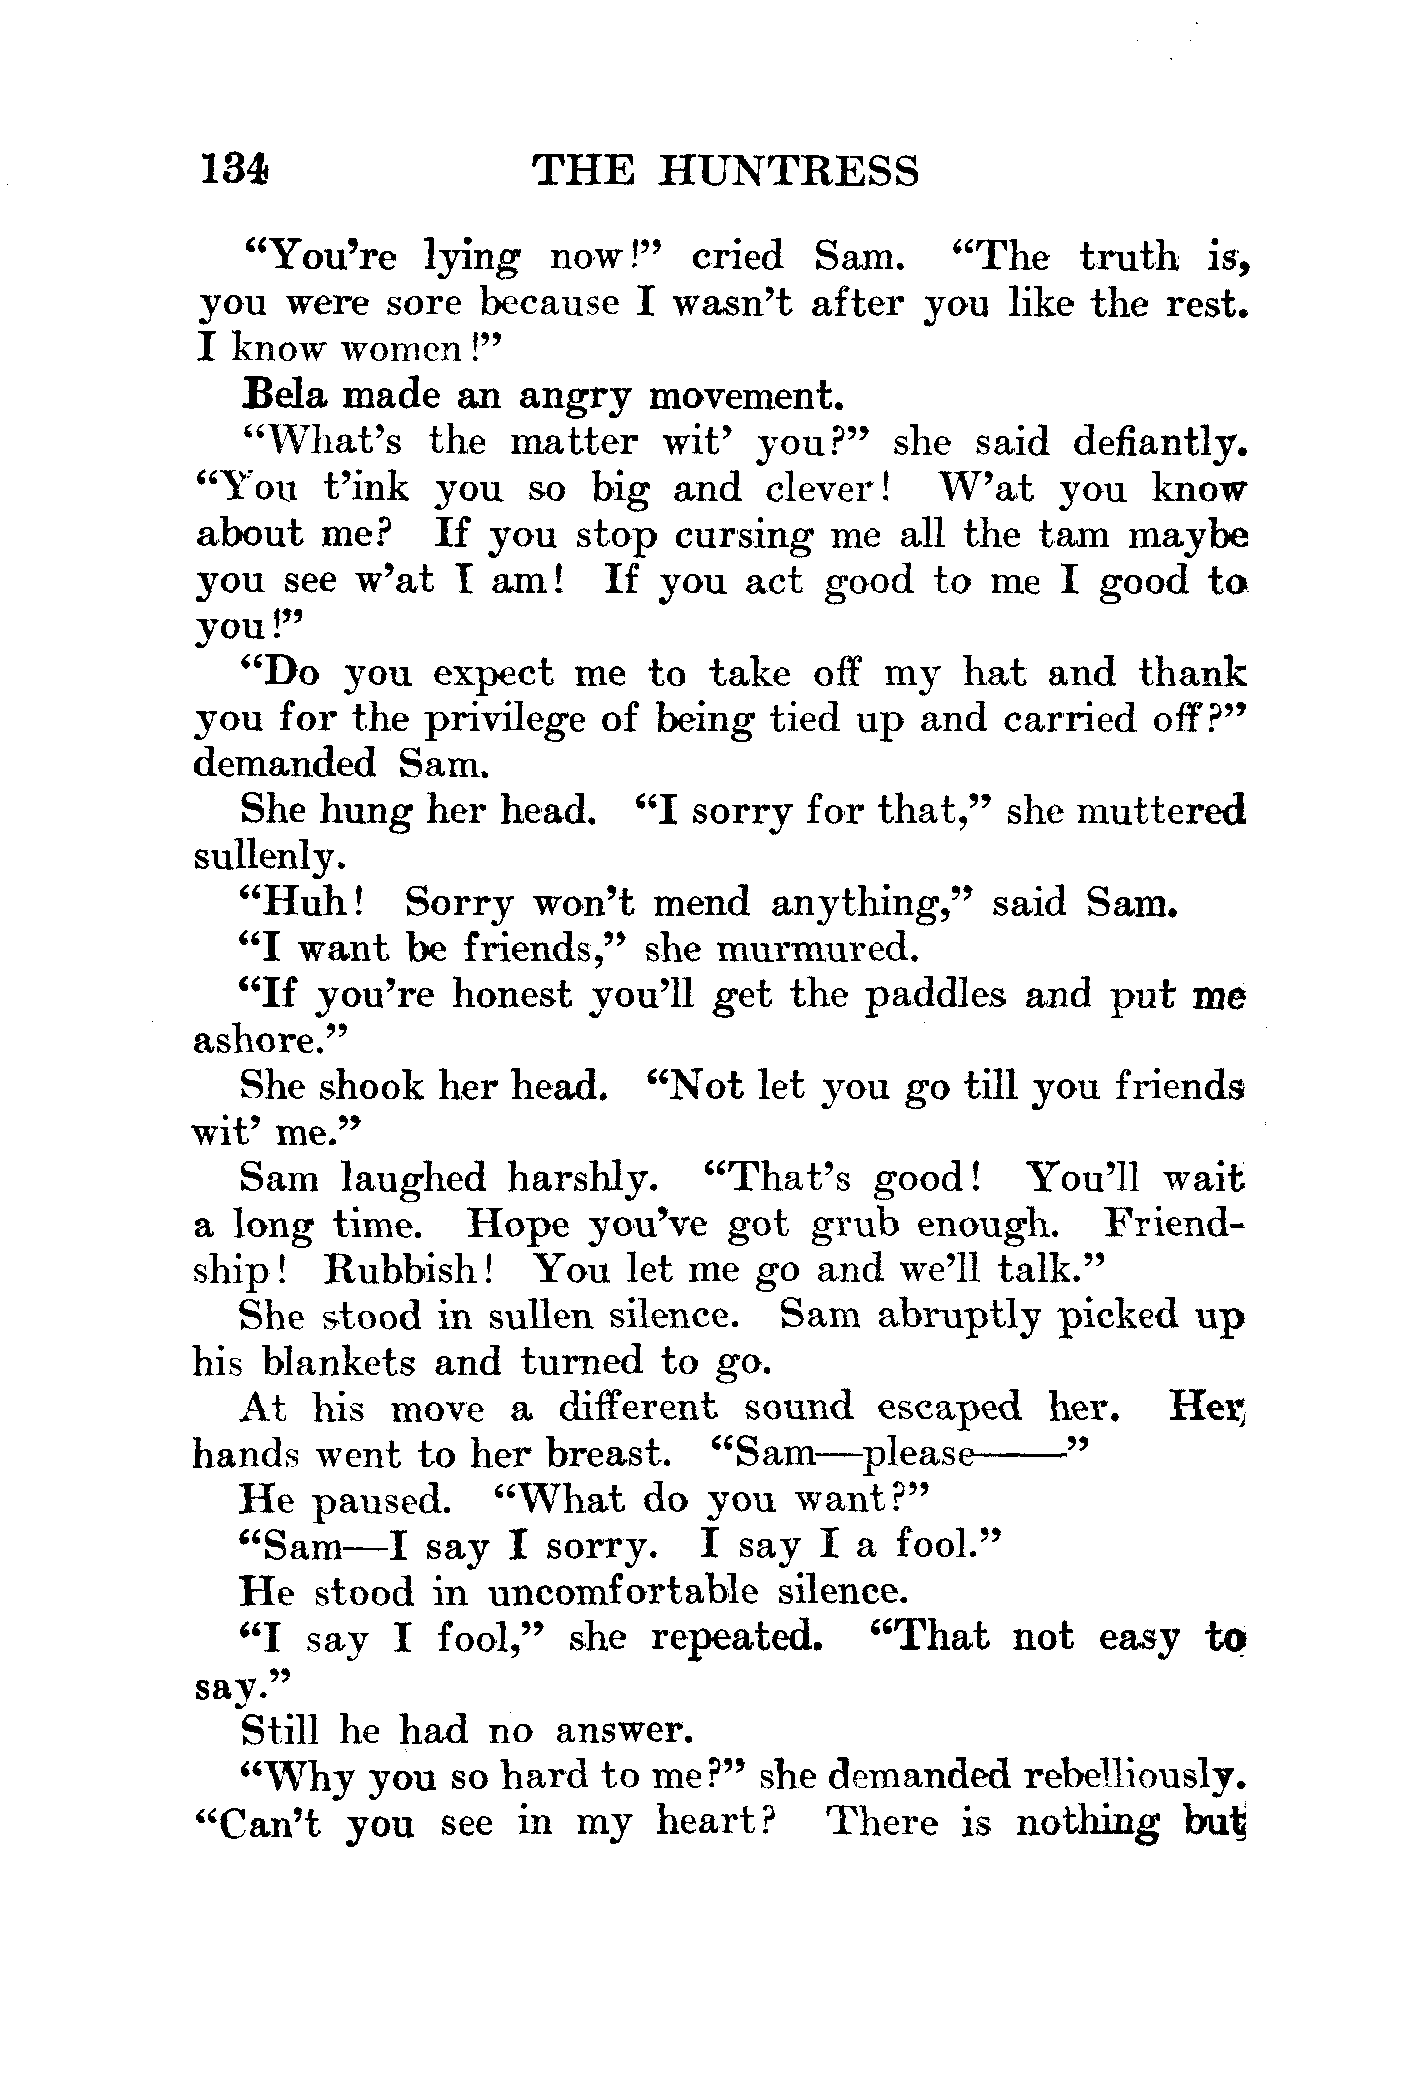 134 THE HUNTRESS
“You’re lying now!” cried Sam. “The truth is,
you were sore because I wasn’t after you like the rest.
I know women!”
Bela made an angry movement.
“What’s the matter wit’ you?” she said defiantly.
“You t’ink you so big and clever! W’at you know
about me? If you stop cursing me all the tam maybe
you see w’at I am! If you act good to me I good to
you!”
“Do you expect me to take off my hat and thank
you for the privilege of being tied up and carried off?”
demanded Sam.
She hung her head. “I sorry for that,” she muttered
sullenly.
“Huh! Sorry won’t mend anything,” said Sam.
“I want be friends,” she murmured.
“If you’re honest you’ll get the paddles and put me
ashore.”
She shook her head. “Not let you go till you friends
wit’ me.”
Sam laughed harshly. “That’s good! You’ll wait
a long time. Hope you’ve got grub enough. Friend-
ship! Rubbish! You let me go and we’ll talk.”
She stood in sullen silence. Sam abruptly picked up
his blankets and turned to go.
At his move a different sound escaped her. Her
hands went to her breast. “Sam—please——”
He paused. “What do you want?”
“Sam—I say I sorry. I say I a fool.”
He stood in uncomfortable silence.
“I say I fool,” she repeated. “That not easy to
say.”
Still he had no answer.
“Why you so hard to me?” she demanded rebelliously.
“Can’t you see in my heart? There is nothing but